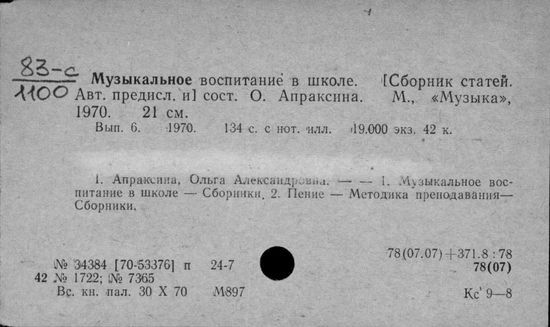 83-с
1100
Музыкальное воспитание в школе. [Сборник статей.
Авт. предисл. и] сост. О. Апраксина. М., «Музыка»,
1970. 21 см.
Вып. 6. 1970. 134 с. с нот. илл. 19.000 экз. 42 к.
1. Апраксина, Ольга Александровна. — — 1. Музыкальное вос-
питание в школе — Сборники. 2. Пение — Методика преподавания—
Сборники.
№ 34384 [70-53376] п 24-7
78(07.07)+371.8 : 78
78(07)
42 № 1722; № 7365
Вс. кн. пал. 30 X 70 М897
Кс 9—8